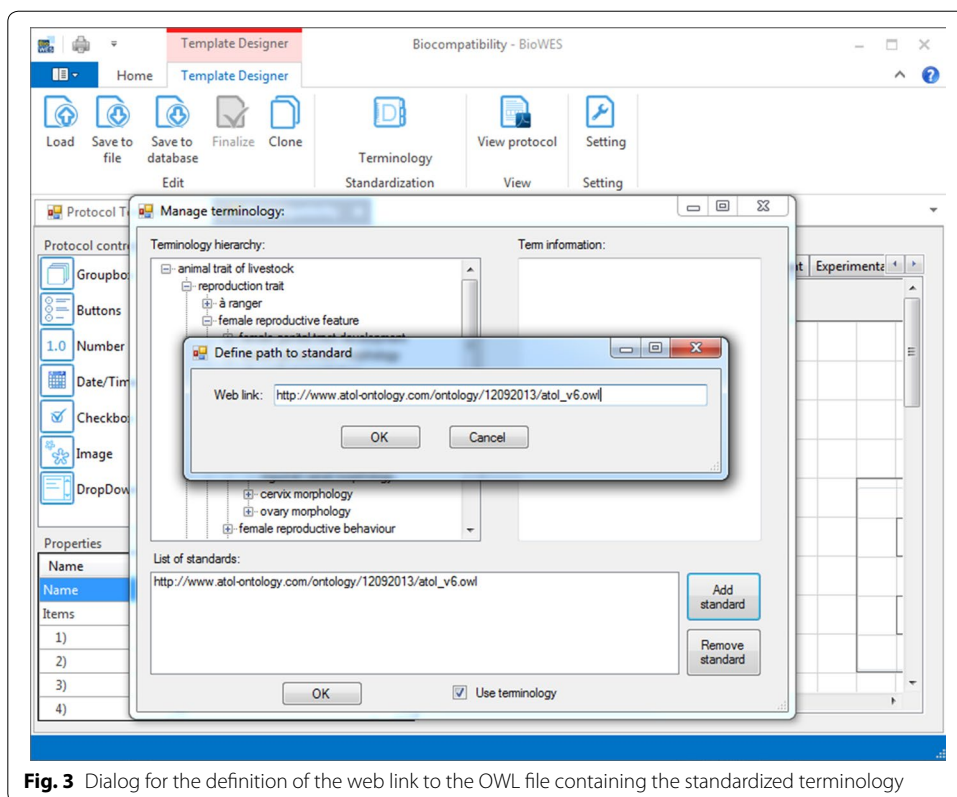 Template Designer
Biocompatibility - BioWES
Home
Template Designer
Load
Save to file
Save to database
Finalize
Clone
Terminology
View protocol
Setting
Edit
Standardization
View
Setting
Protocol T
Manage terminology:
Protocol contr
Terminology hierarchy:
Term information:
Groupbo
animal trait of livestock
reproduction trait
à ranger
female reproductive feature
Experimenta
Buttons
1.0 Number
Define path to standard
Date/Tim
Web link: http://www.atol-ontology.com/ontology/12092013/atol_v6.owl
Checkbo
OK
Cancel
Image
DropDow
cervix morphology
ovary morphology
female reproductive behaviour
Properties
List of standards:
Name
http://www.atol-ontology.com/ontology/12092013/atol_v6.owl
Name
Add standard
Items
1)
2)
3)
4)
Remove standard
OK
Use terminology
Fig. 3 Dialog for the definition of the web link to the OWL file containing the standardized terminology